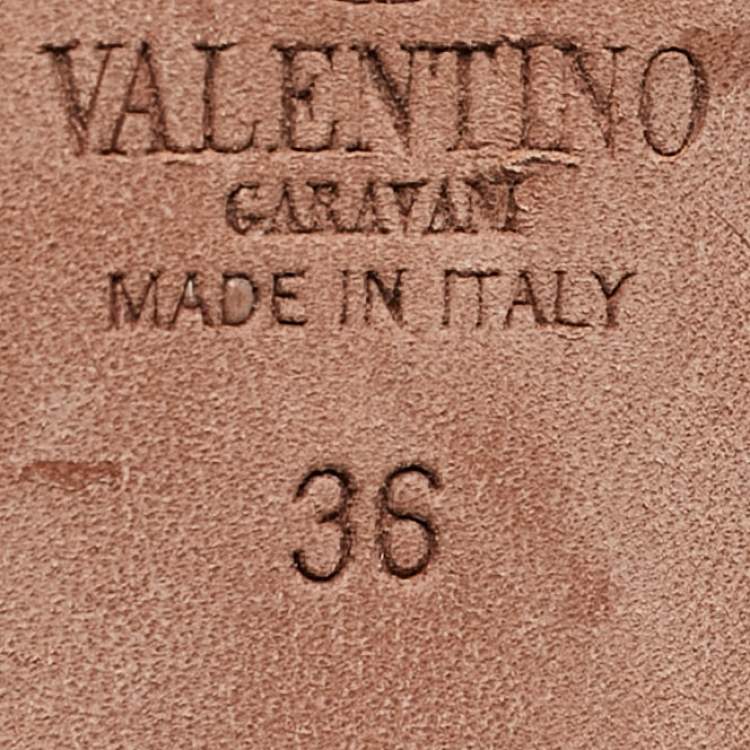 VALENTINO
GARAVANI
MADE IN ITALY
36